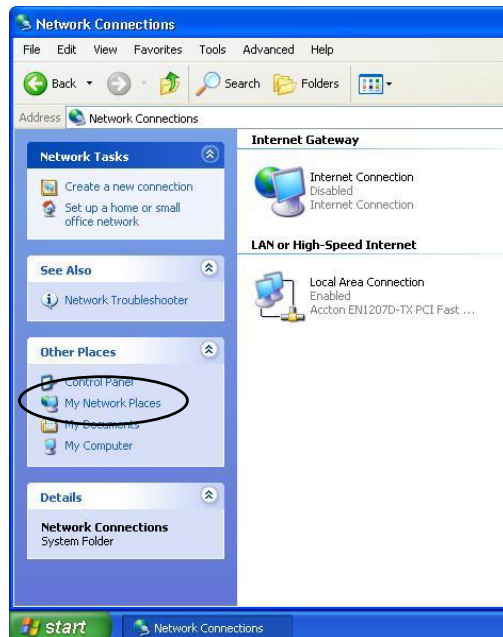 Network Connections
File Edit View Favorites Tools Advanced Help
Back Search Folders
Address Network Connections
Network Tasks
Create a new connection
Set up a home or small
office network
See Also
Network Troubleshooter
Other Places
Control Panel
My Network Places
My Documents
My Computer
Details
Network Connections
System Folder
Internet Gateway
Internet Connection
Disabled
Internet Connection
LAN or High-Speed Internet
Local Area Connection
Enabled
Accton EN1207D-TX PCI Fast ...
start Network Connections